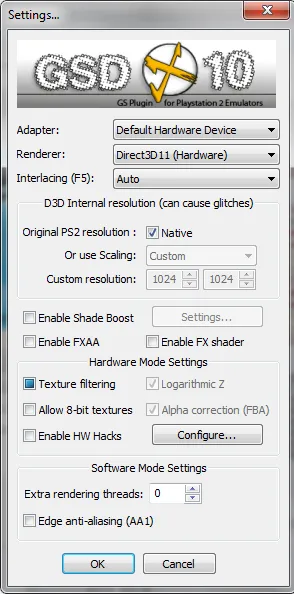 Settings...
GSD 10
GS Plugin for Playstation 2 Emulators
Adapter: Default Hardware Device
Renderer: Direct3D11 (Hardware)
Interlacing (F5): Auto
D3D Internal resolution (can cause glitches)
Original PS2 resolution : Native
Or use Scaling: Custom
Custom resolution: 1024 1024
Enable Shade Boost Settings...
Enable FXAA Enable FX shader
Hardware Mode Settings
Texture filtering Logarithmic Z
Allow 8-bit textures Alpha correction (FBA)
Enable HW Hacks Configure...
Software Mode Settings
Extra rendering threads: 0
Edge anti-aliasing (AA1)
OK Cancel